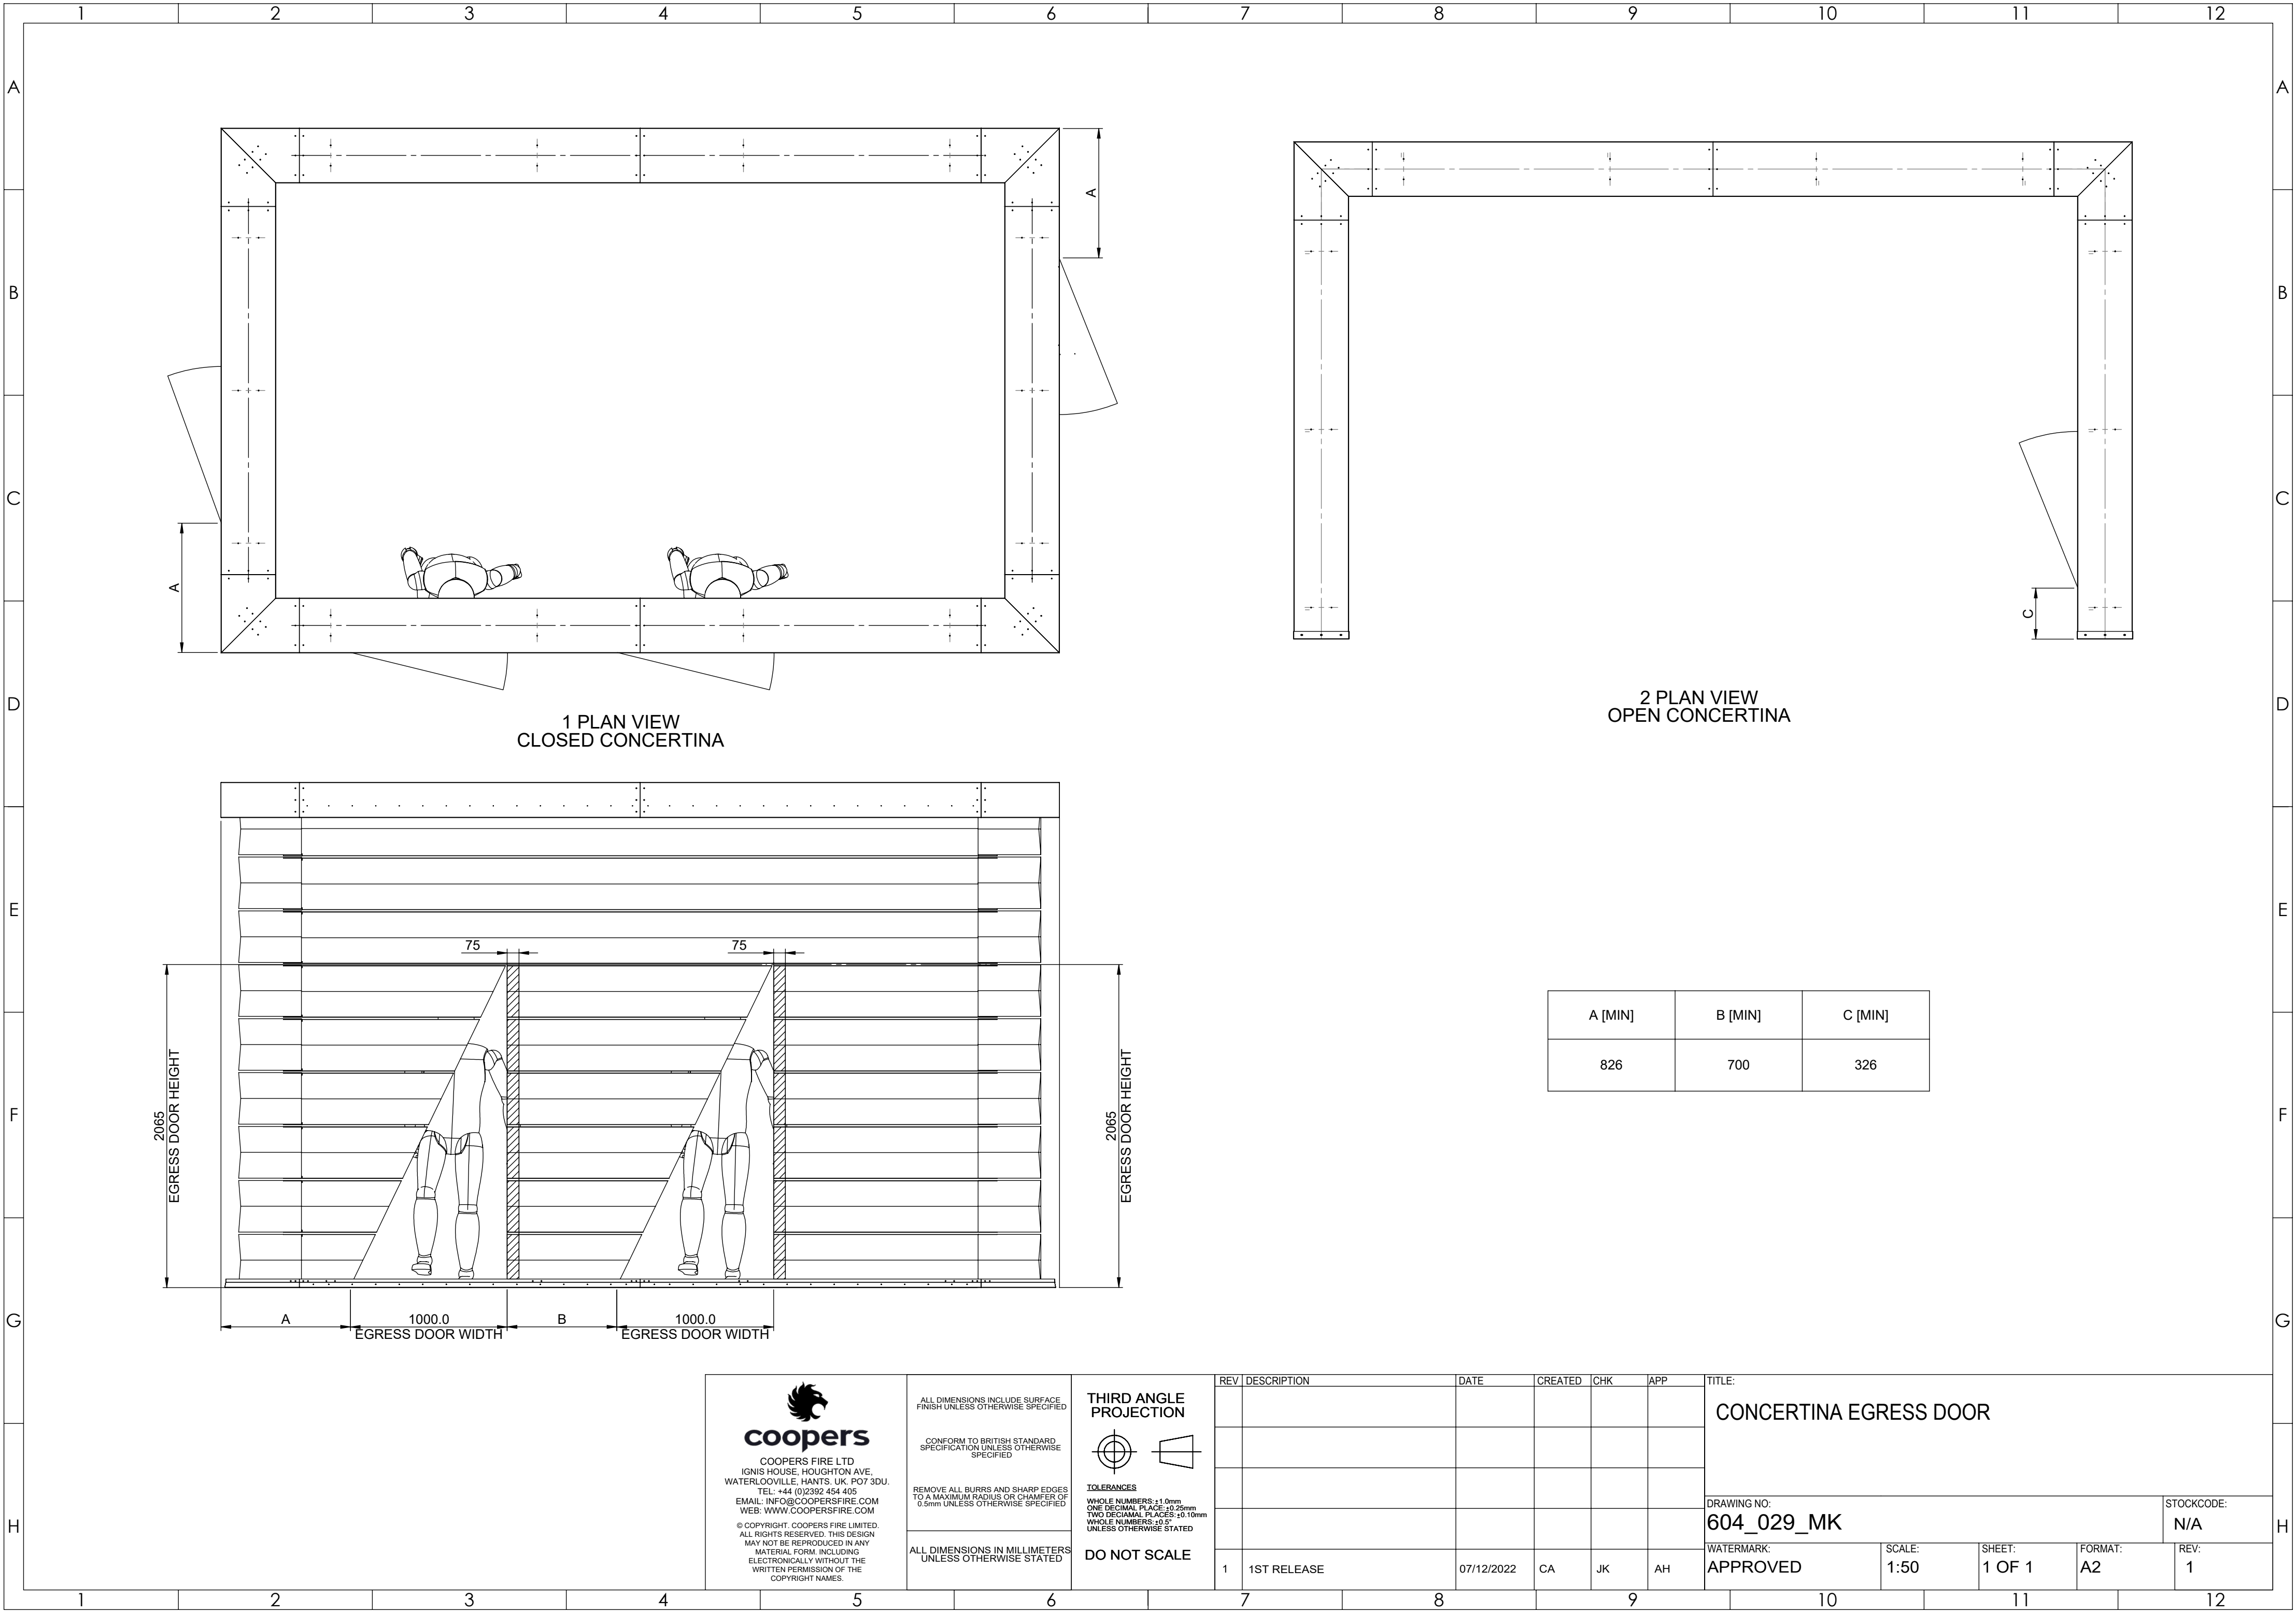 1 2 3 4 5 6 7 8 9 10 11 12
A A
B B
C C
D D
E E
F F
G G
H H
A
A
1 PLAN VIEW
CLOSED CONCERTINA
C
2 PLAN VIEW
OPEN CONCERTINA
75 75
2065
EGRESS DOOR HEIGHT
2065
EGRESS DOOR HEIGHT
A 1000.0 B 1000.0
EGRESS DOOR WIDTH EGRESS DOOR WIDTH
A [MIN] B [MIN] C [MIN]
826 700 326
coopers
COOPERS FIRE LTD
IGNIS HOUSE, HOUGHTON AVE,
WATERLOOVILLE, HANTS. UK. PO7 3DU.
TEL: +44 (0)2392 454 405
EMAIL: INFO@COOPERSFIRE.COM
WEB: WWW.COOPERSFIRE.COM
© COPYRIGHT. COOPERS FIRE LIMITED.
ALL RIGHTS RESERVED. THIS DESIGN
MAY NOT BE REPRODUCED IN ANY
MATERIAL FORM. INCLUDING
ELECTRONICALLY WITHOUT THE
WRITTEN PERMISSION OF THE
COPYRIGHT NAMES.
ALL DIMENSIONS INCLUDE SURFACE
FINISH UNLESS OTHERWISE SPECIFIED
CONFORM TO BRITISH STANDARD
SPECIFICATION UNLESS OTHERWISE
SPECIFIED
REMOVE ALL BURRS AND SHARP EDGES
TO A MAXIMUM RADIUS OR CHAMFER OF
0.5mm UNLESS OTHERWISE SPECIFIED
ALL DIMENSIONS IN MILLIMETERS
UNLESS OTHERWISE STATED
THIRD ANGLE
PROJECTION
TOLERANCES
WHOLE NUMBERS:±1.0mm
ONE DECIMAL PLACE:±0.25mm
TWO DECIAMAL PLACES:±0.10mm
WHOLE NUMBERS:±0.5°
UNLESS OTHERWISE STATED
DO NOT SCALE
REV DESCRIPTION DATE CREATED CHK APP
1 1ST RELEASE 07/12/2022 CA JK AH
TITLE:
CONCERTINA EGRESS DOOR
DRAWING NO: STOCKCODE:
604_029_MK N/A
WATERMARK: SCALE: SHEET: FORMAT: REV:
APPROVED 1:50 1 OF 1 A2 1
1 2 3 4 5 6 7 8 9 10 11 12